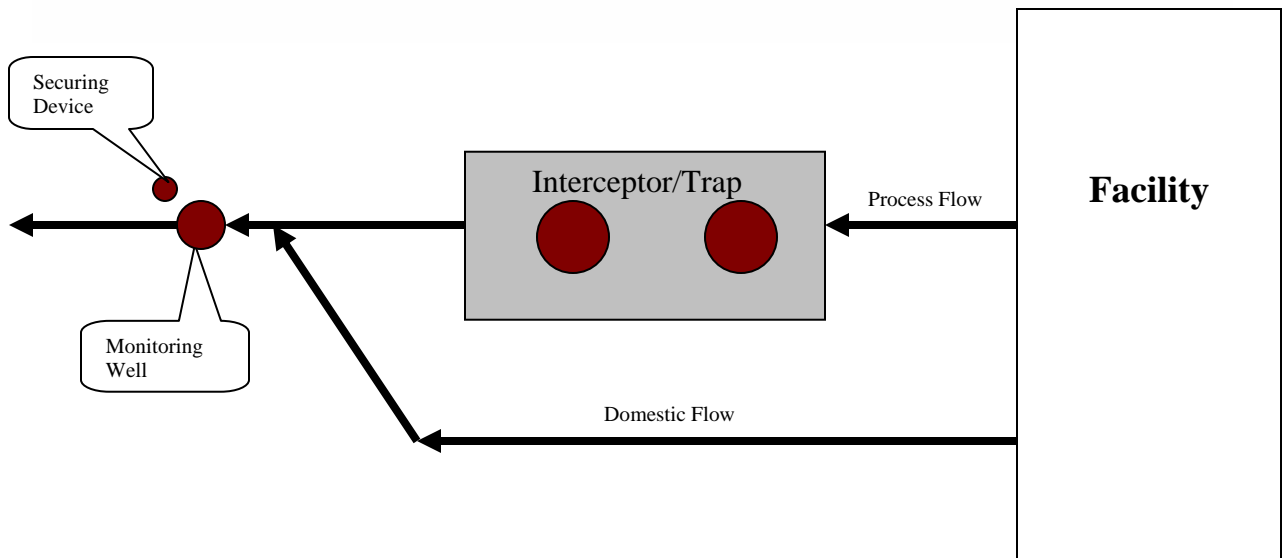 Securing
Device
Interceptor/Trap
Process Flow
Facility
Monitoring
Well
Domestic Flow